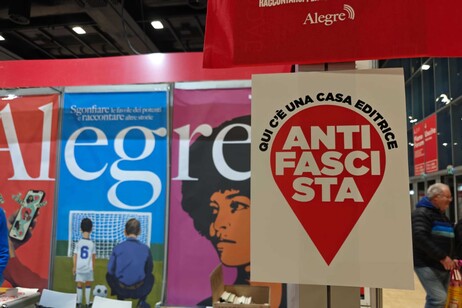 Alegre
Sgonfiare le favole dei potenti
e raccontare altre storie
Alegre
QUI C'È UNA CASA EDITRICE
ANTI
FASCI
STA
6